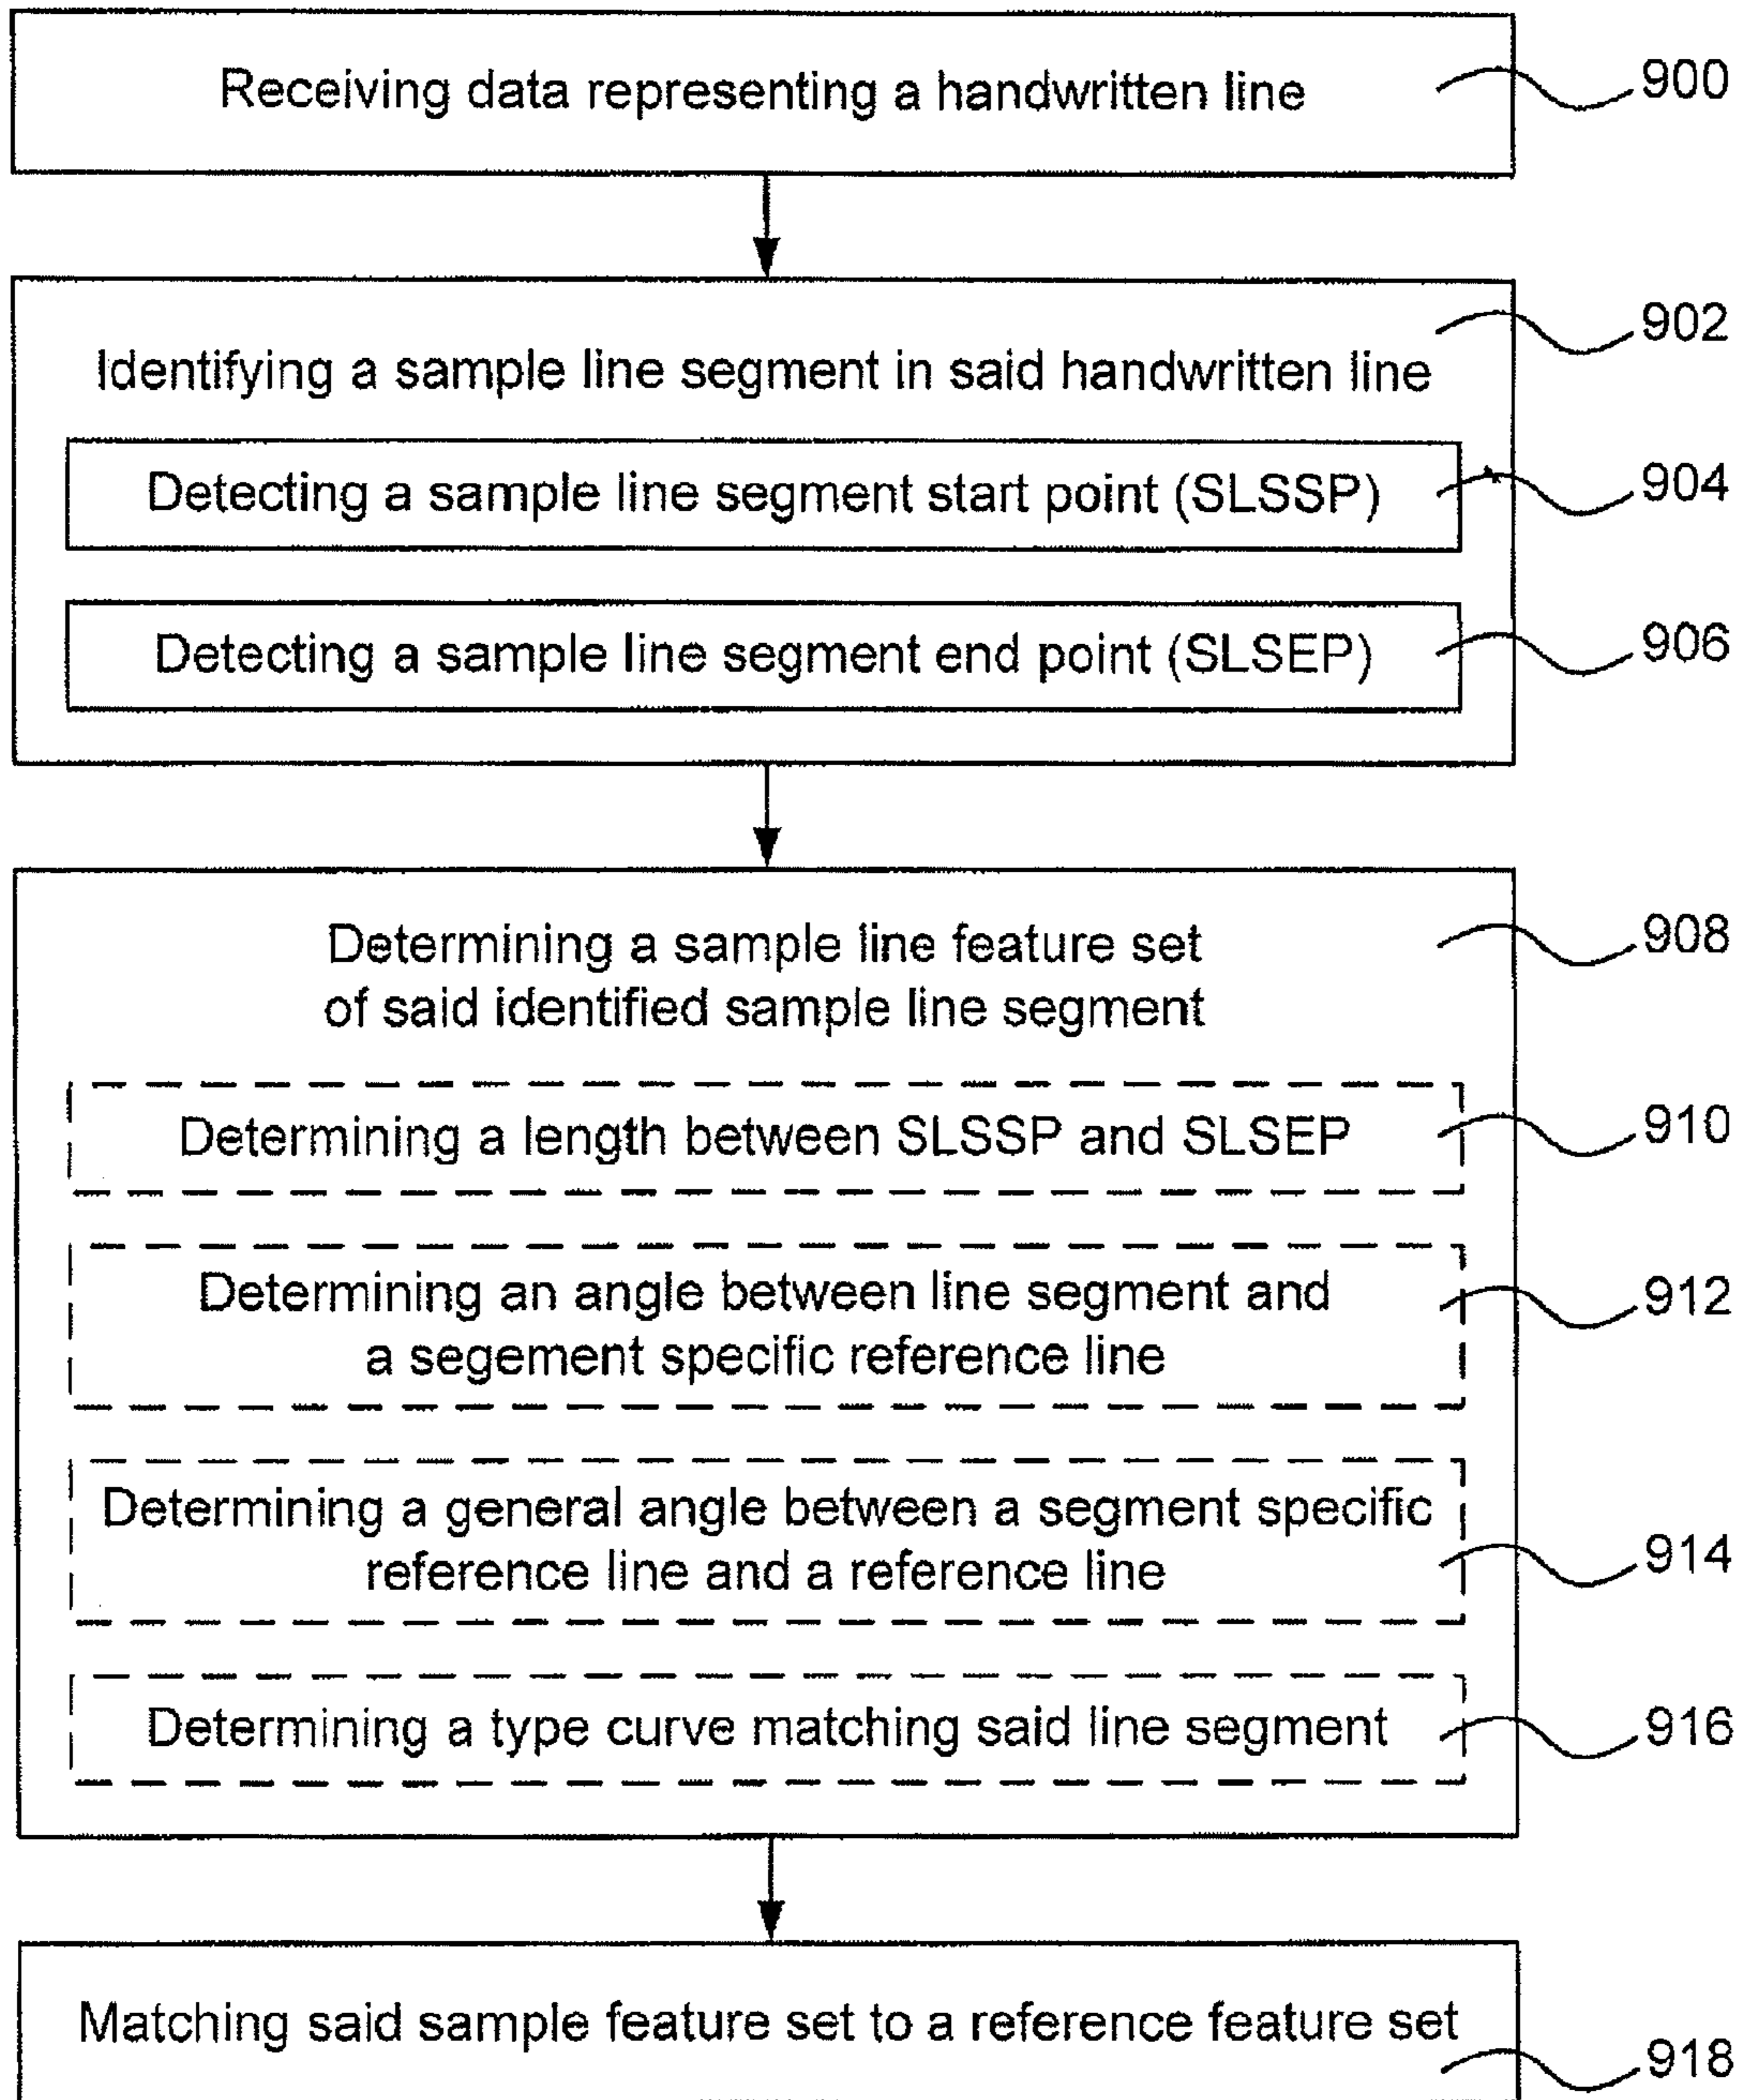 Receiving data representing a handwritten line
900
902
Identifying a sample line segment in said handwritten line
Detecting a sample line segment start point (SLSSP)
904
Detecting a sample line segment end point (SLSEP)
906
Determining a sample line feature set
908
of said identified sample line segment
Determining a length between SLSSP and SLSEP
910
Determining an angle between line segment and
912
a segement specific reference line
Determining a general angle between a segment specific
914
reference line and a reference line
Determining a type curve matching said line segment
916
Matching said sample feature set to a reference feature set
918